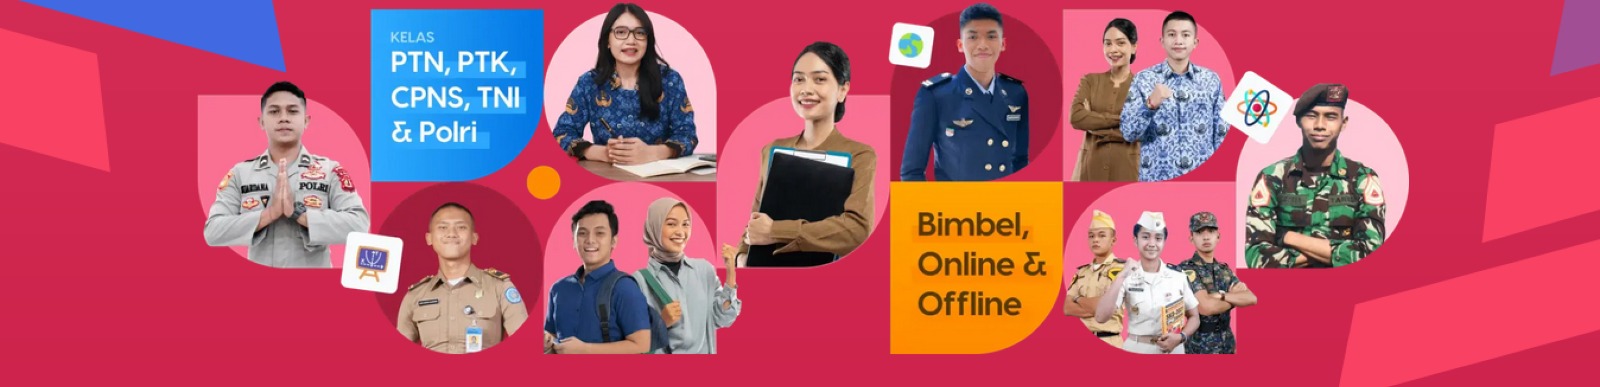 KELAS
PTN, PTK,
CPNS, TNI
& Polri
POLRI
Bimbel,
Online &
Offline